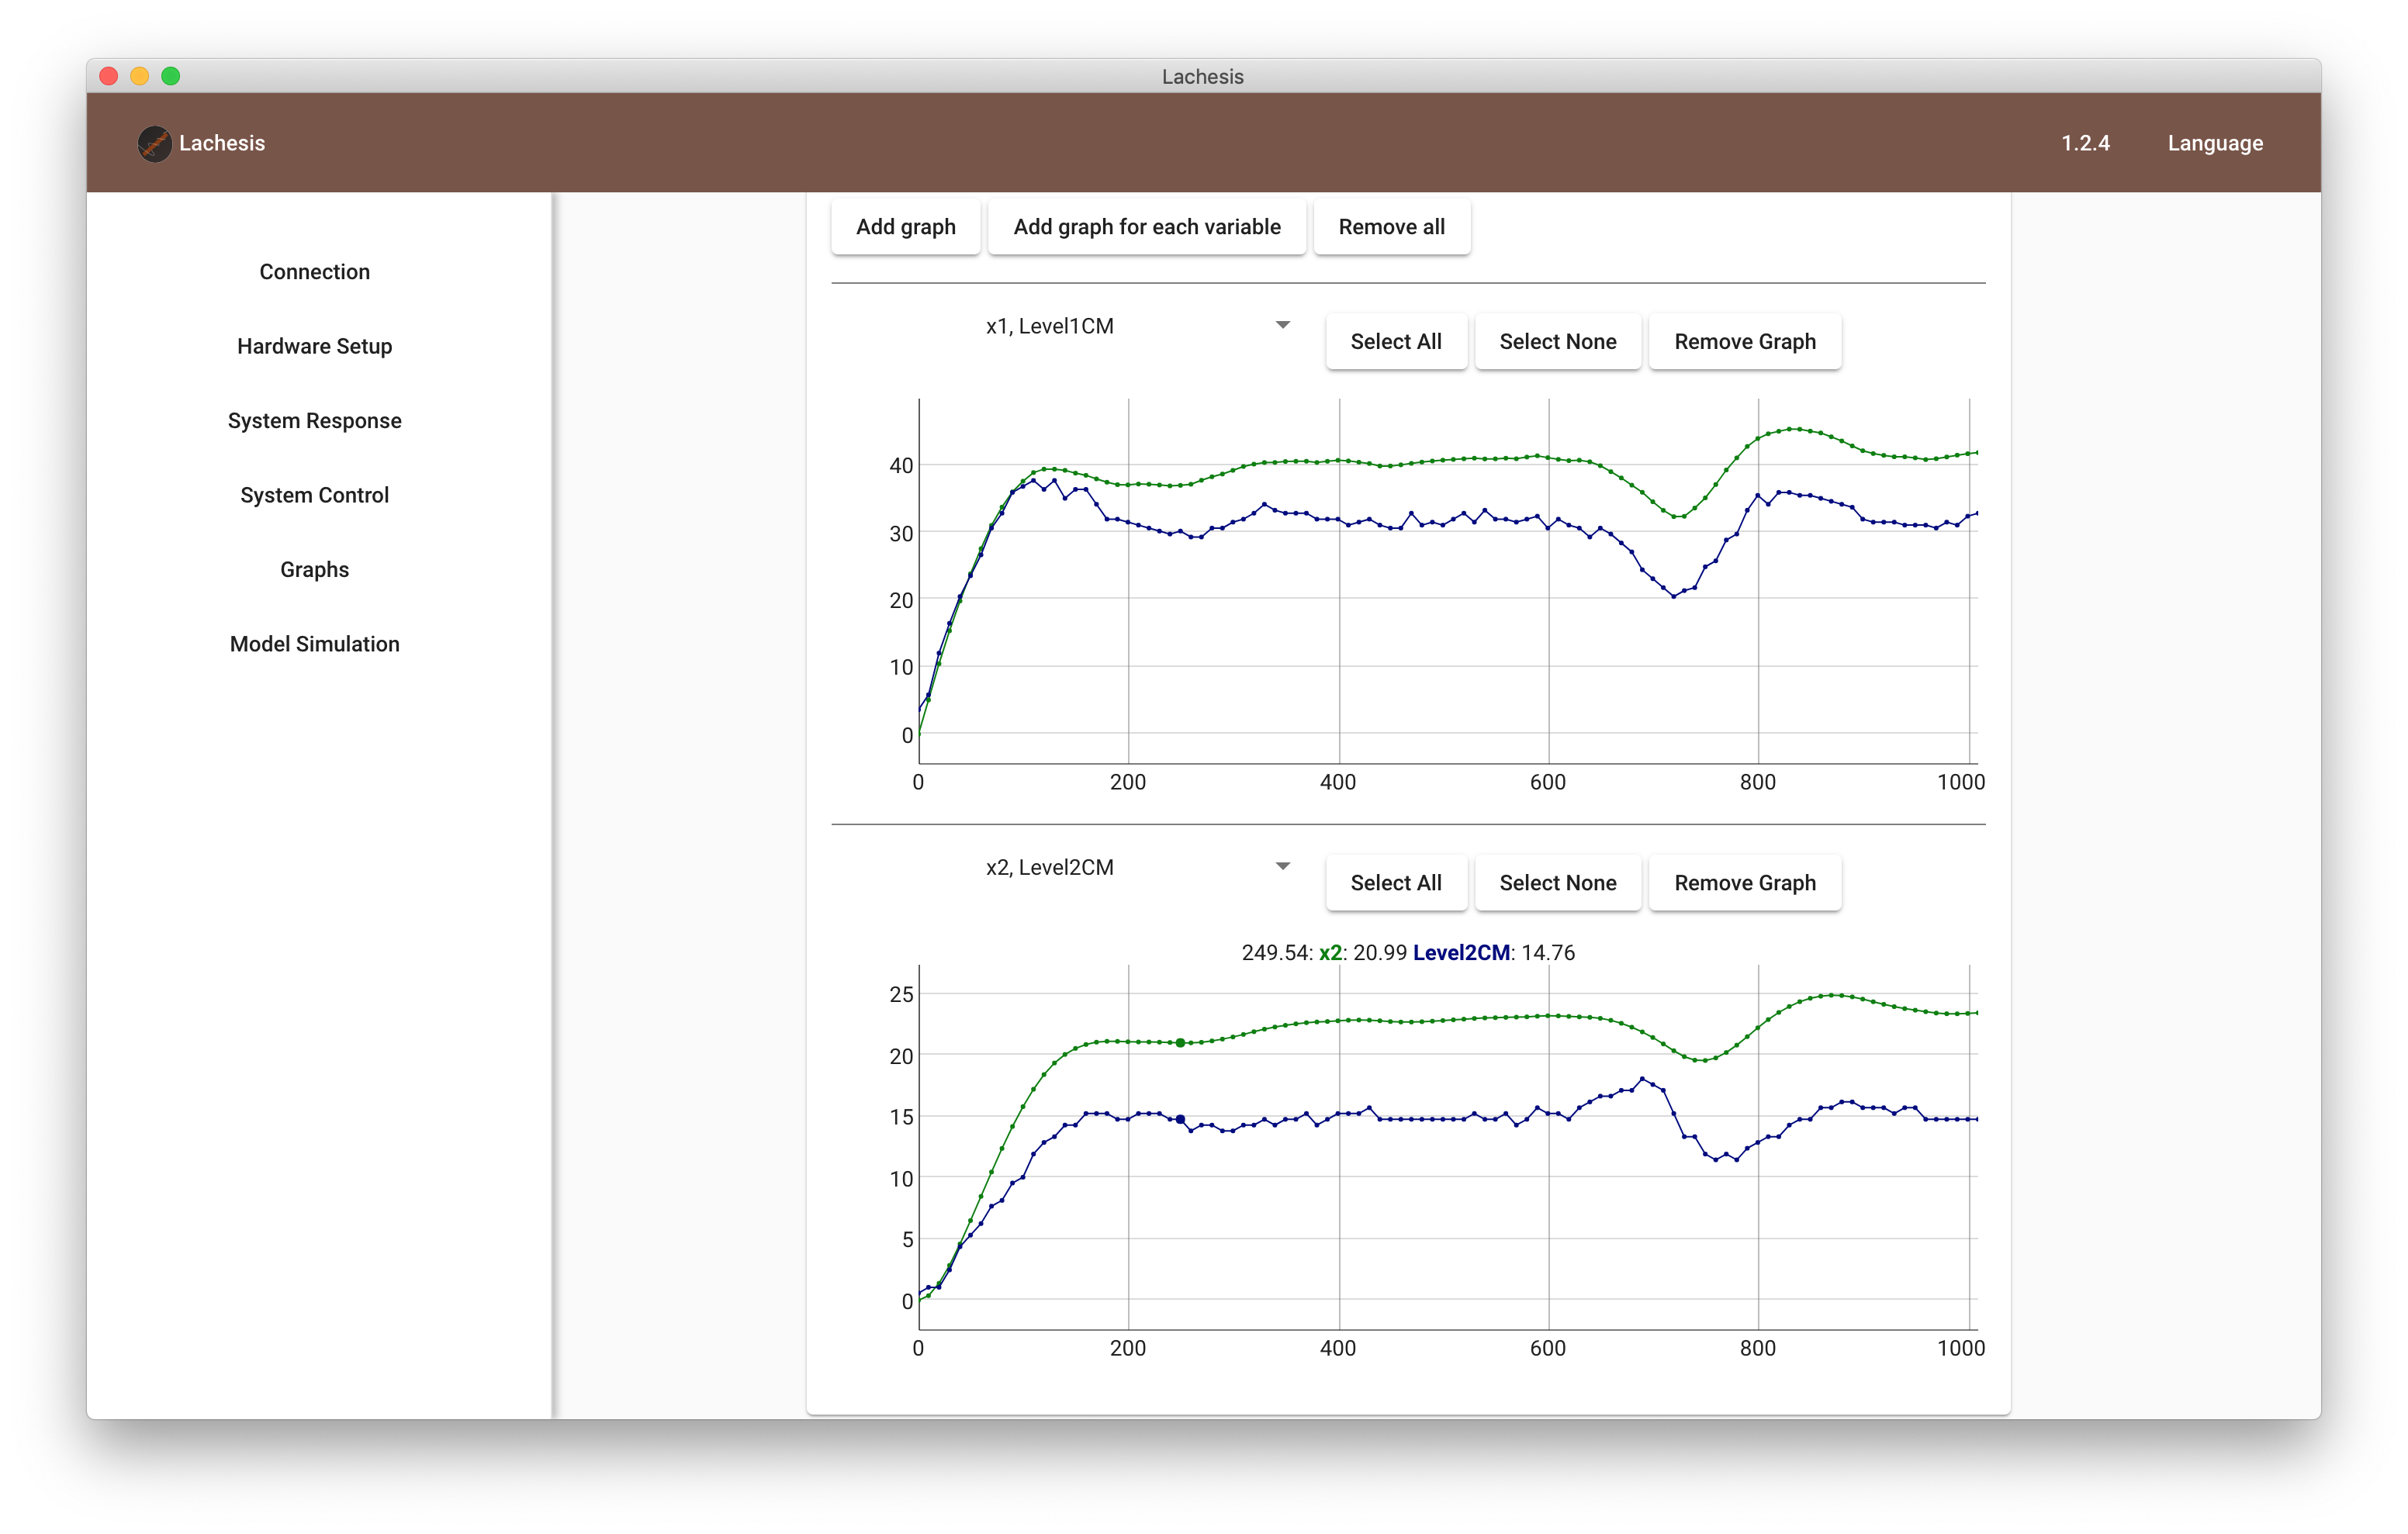 Lachesis
Lachesis 1.2.4 Language
Connection
Hardware Setup
System Response
System Control
Graphs
Model Simulation
Add graph Add graph for each variable Remove all
x1, Level1CM Select All Select None Remove Graph
40
30
20
10
0
0 200 400 600 800 1000
x2, Level2CM Select All Select None Remove Graph
249.54: x2: 20.99 Level2CM: 14.76
25
20
15
10
5
0
0 200 400 600 800 1000